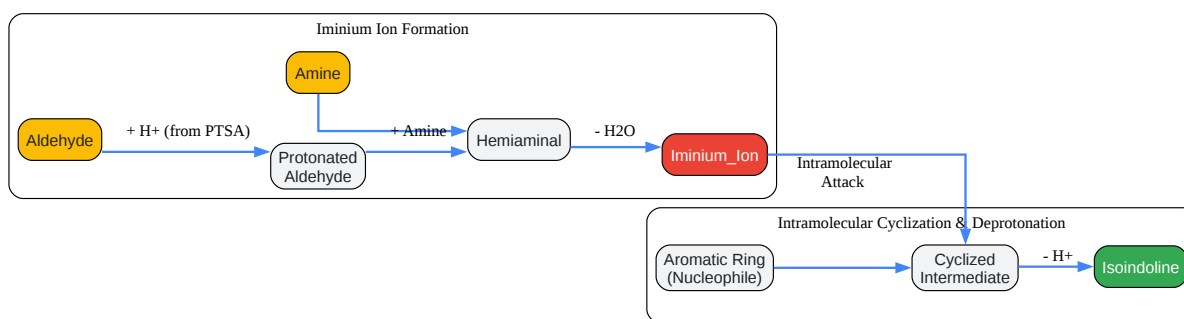 Iminium Ion Formation
Amine
Aldehyde
+ H+ (from PTSA)
Protonated
Aldehyde
+ Amine
Hemiaminal
- H2O
Iminium_Ion
Intramolecular
Attack
Intramolecular Cyclization & Deprotonation
Aromatic Ring
(Nucleophile)
Cyclized
Intermediate
- H+
Isoindoline